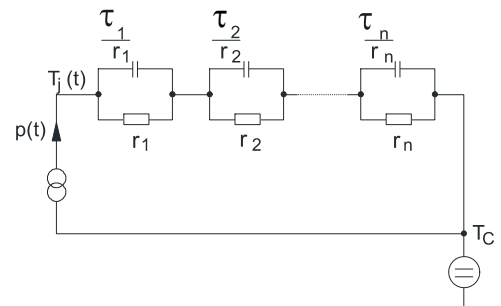 τ1 τ2 τn
r1 r2 rn
Tj (t)
p(t)
r1 r2 rn
TC